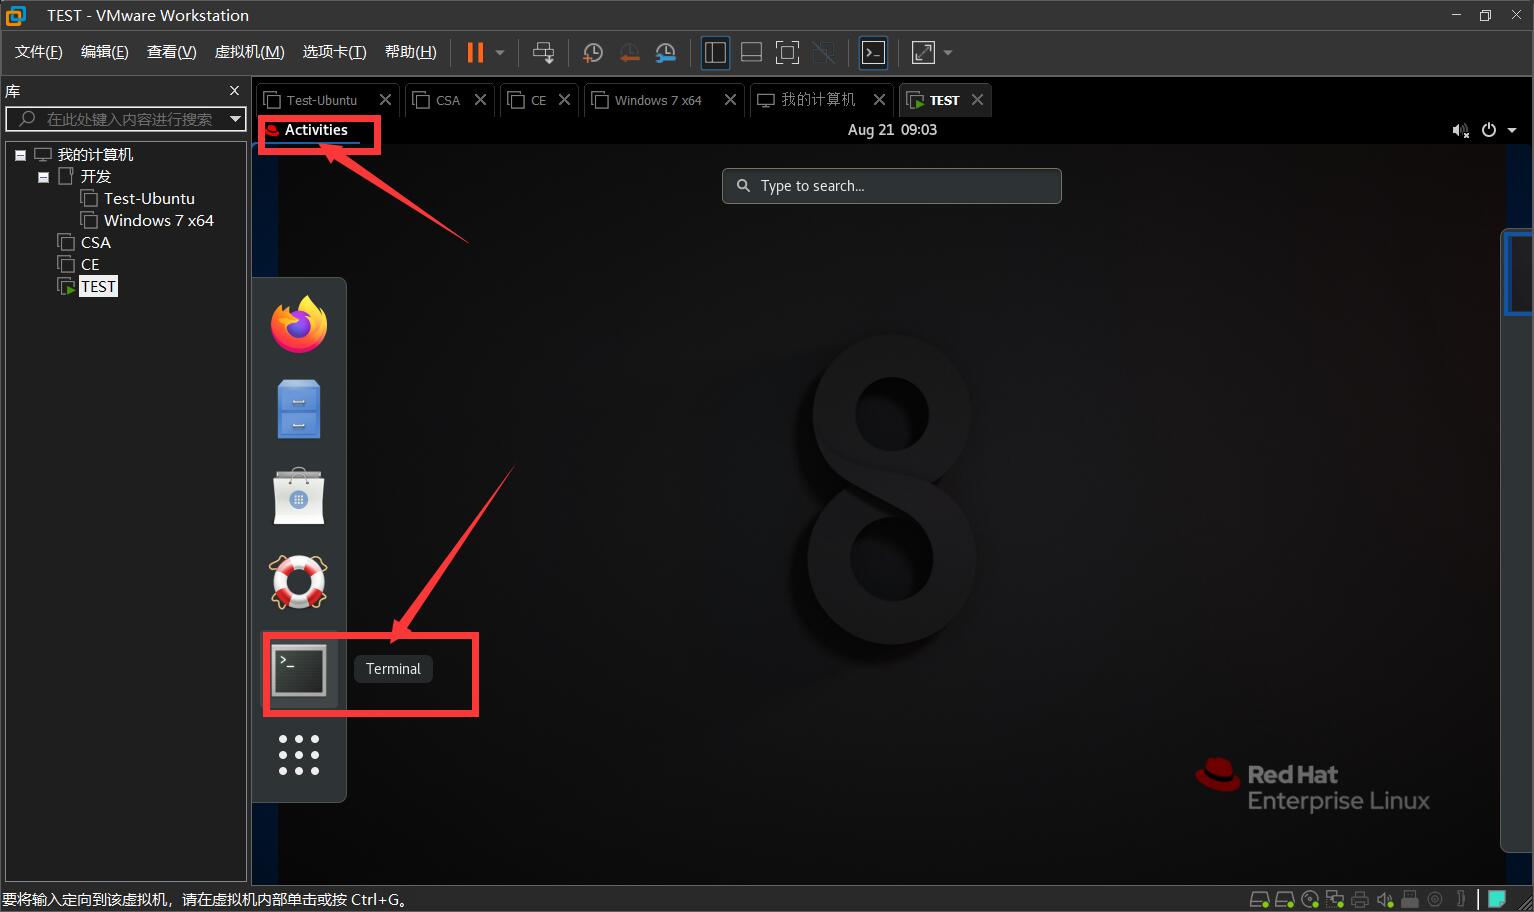 TEST - VMware Workstation
文件(F) 编辑(E) 查看(V) 虚拟机(M) 选项卡(T) 帮助(H)
库
Test-Ubuntu CSA CE Windows 7 x64 我的计算机 TEST
在此处键入内容进行搜索
Activities Aug 21 09:03
我的计算机
开发
Test-Ubuntu
Windows 7 x64
CSA
CE
TEST
Type to search...
Terminal
Red Hat
Enterprise Linux
要将输入定向到该虚拟机，请在虚拟机内部单击或按 Ctrl+G。